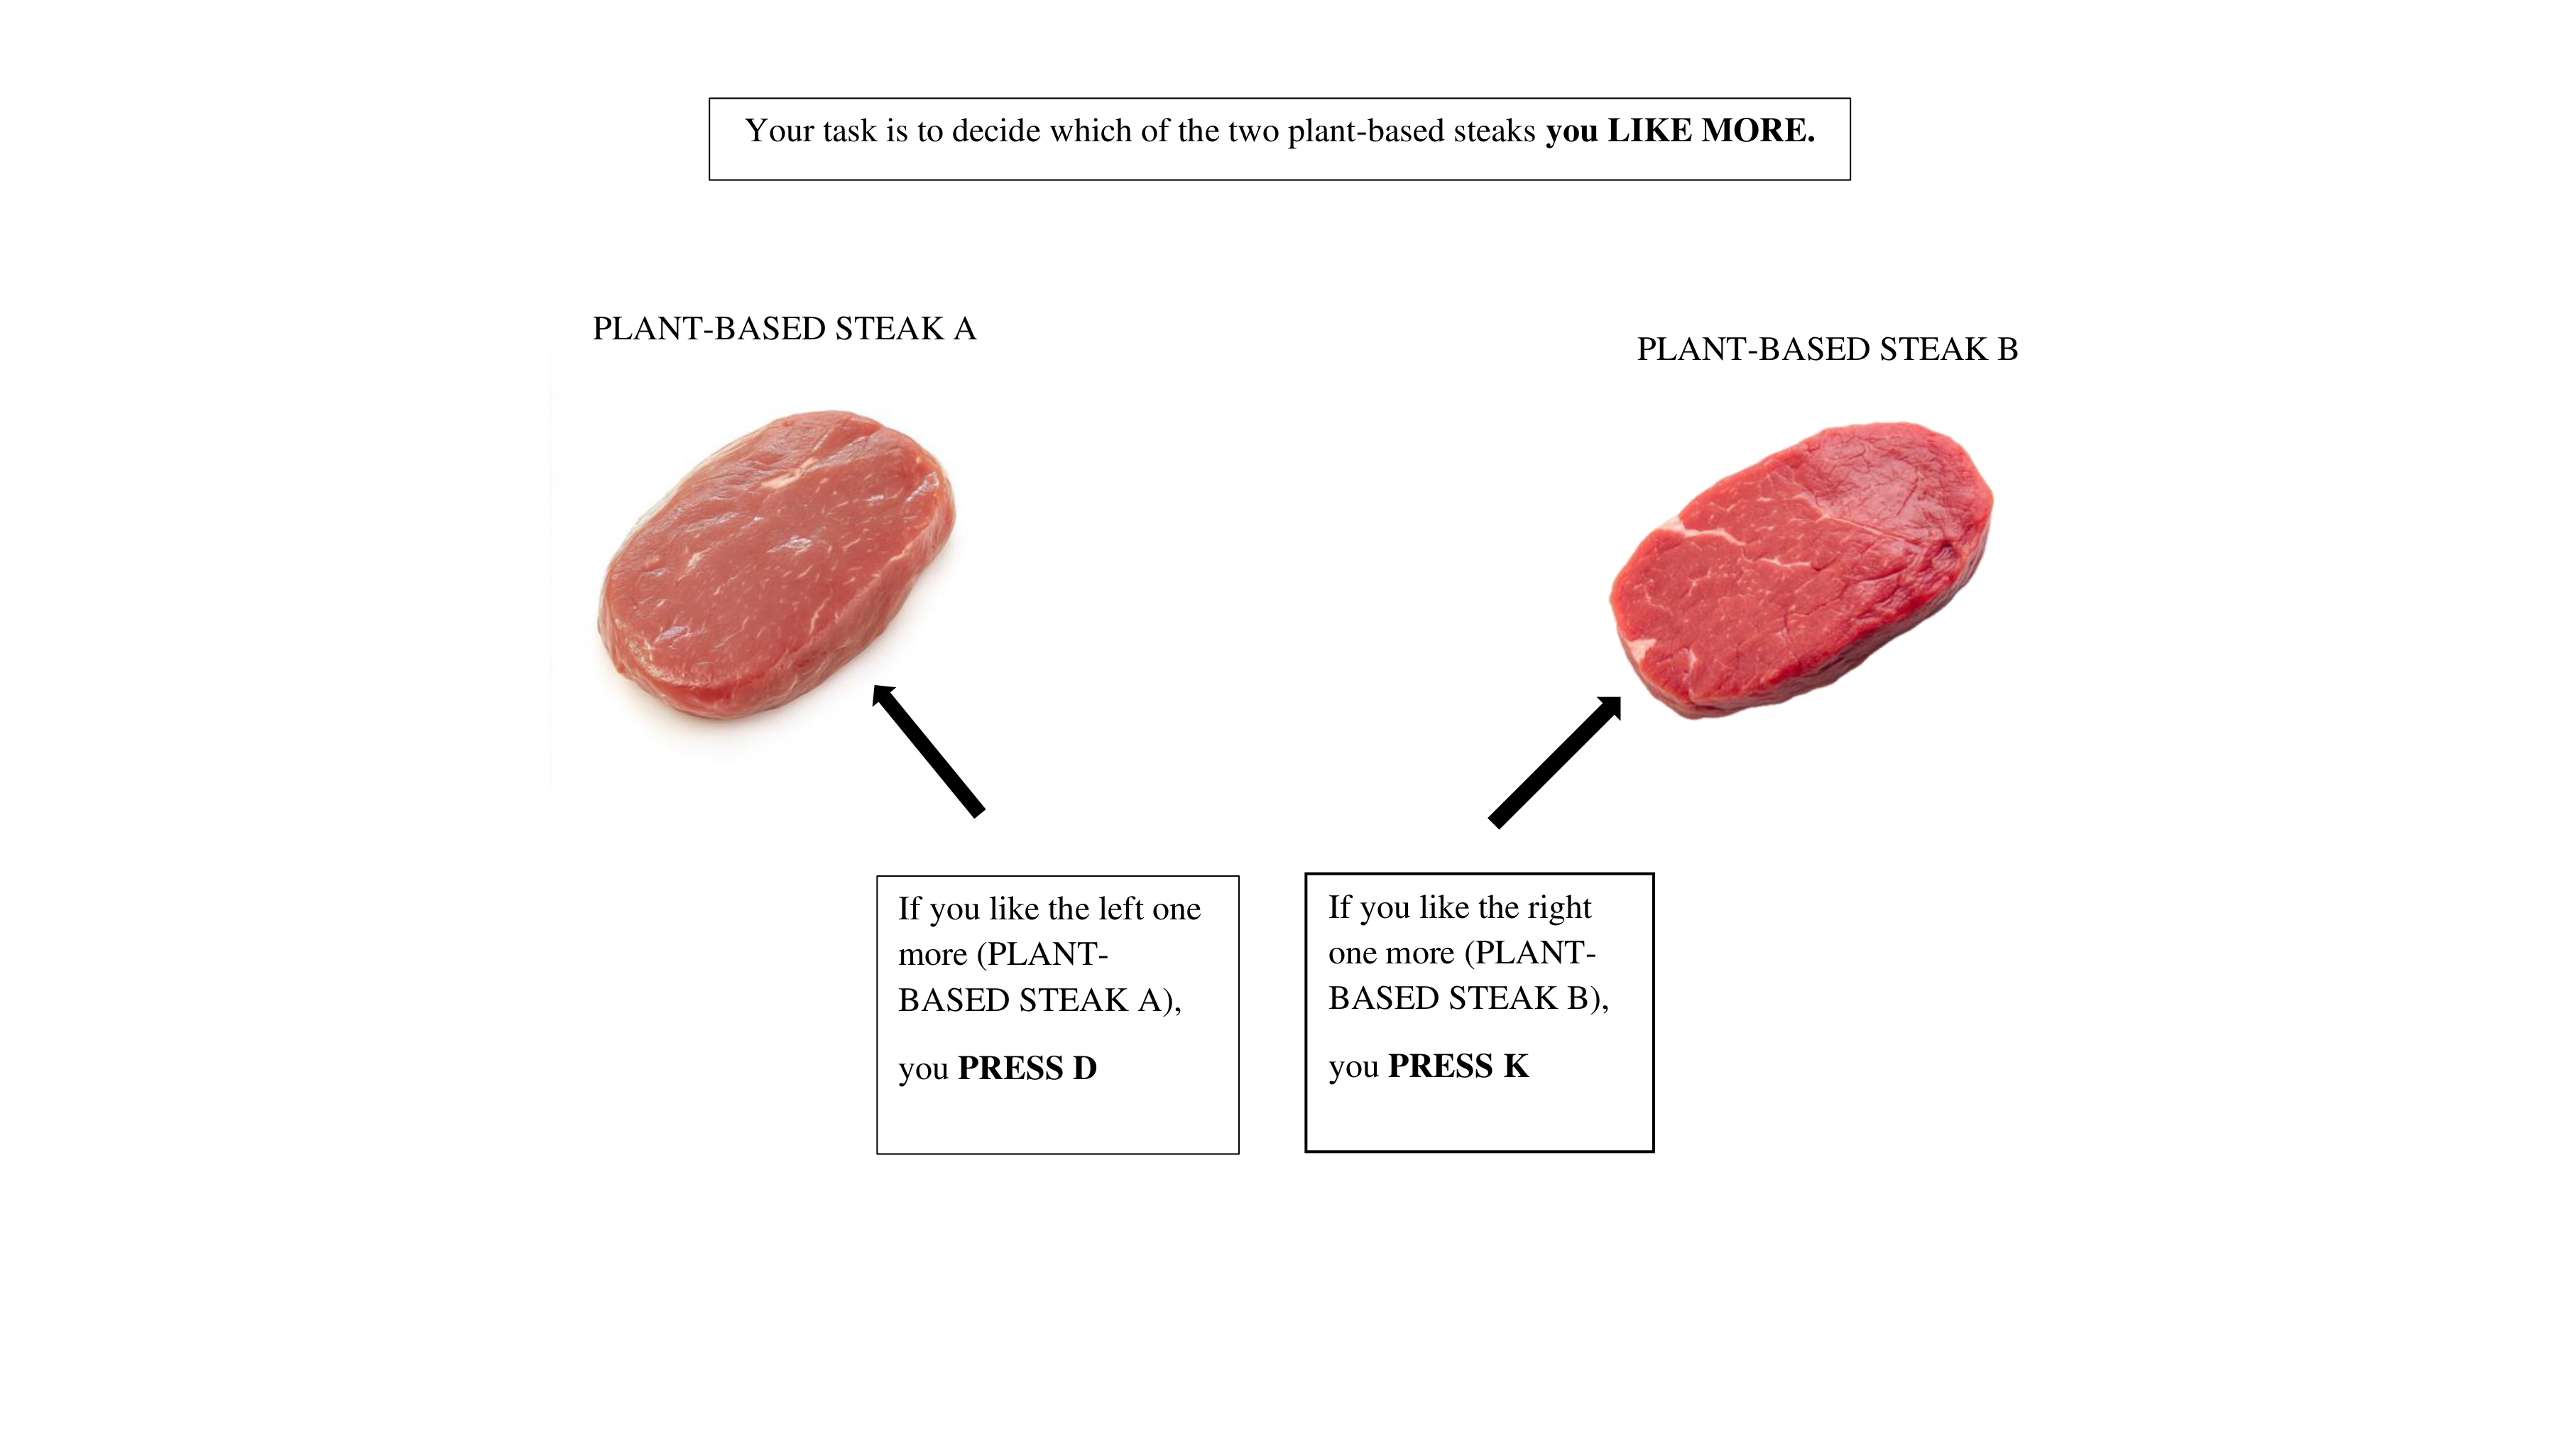 Your task is to decide which of the two plant-based steaks you LIKE MORE.
PLANT-BASED STEAK A
PLANT-BASED STEAK B
If you like the left one
more (PLANT-
BASED STEAK A),
you PRESS D
If you like the right
one more (PLANT-
BASED STEAK B),
you PRESS K